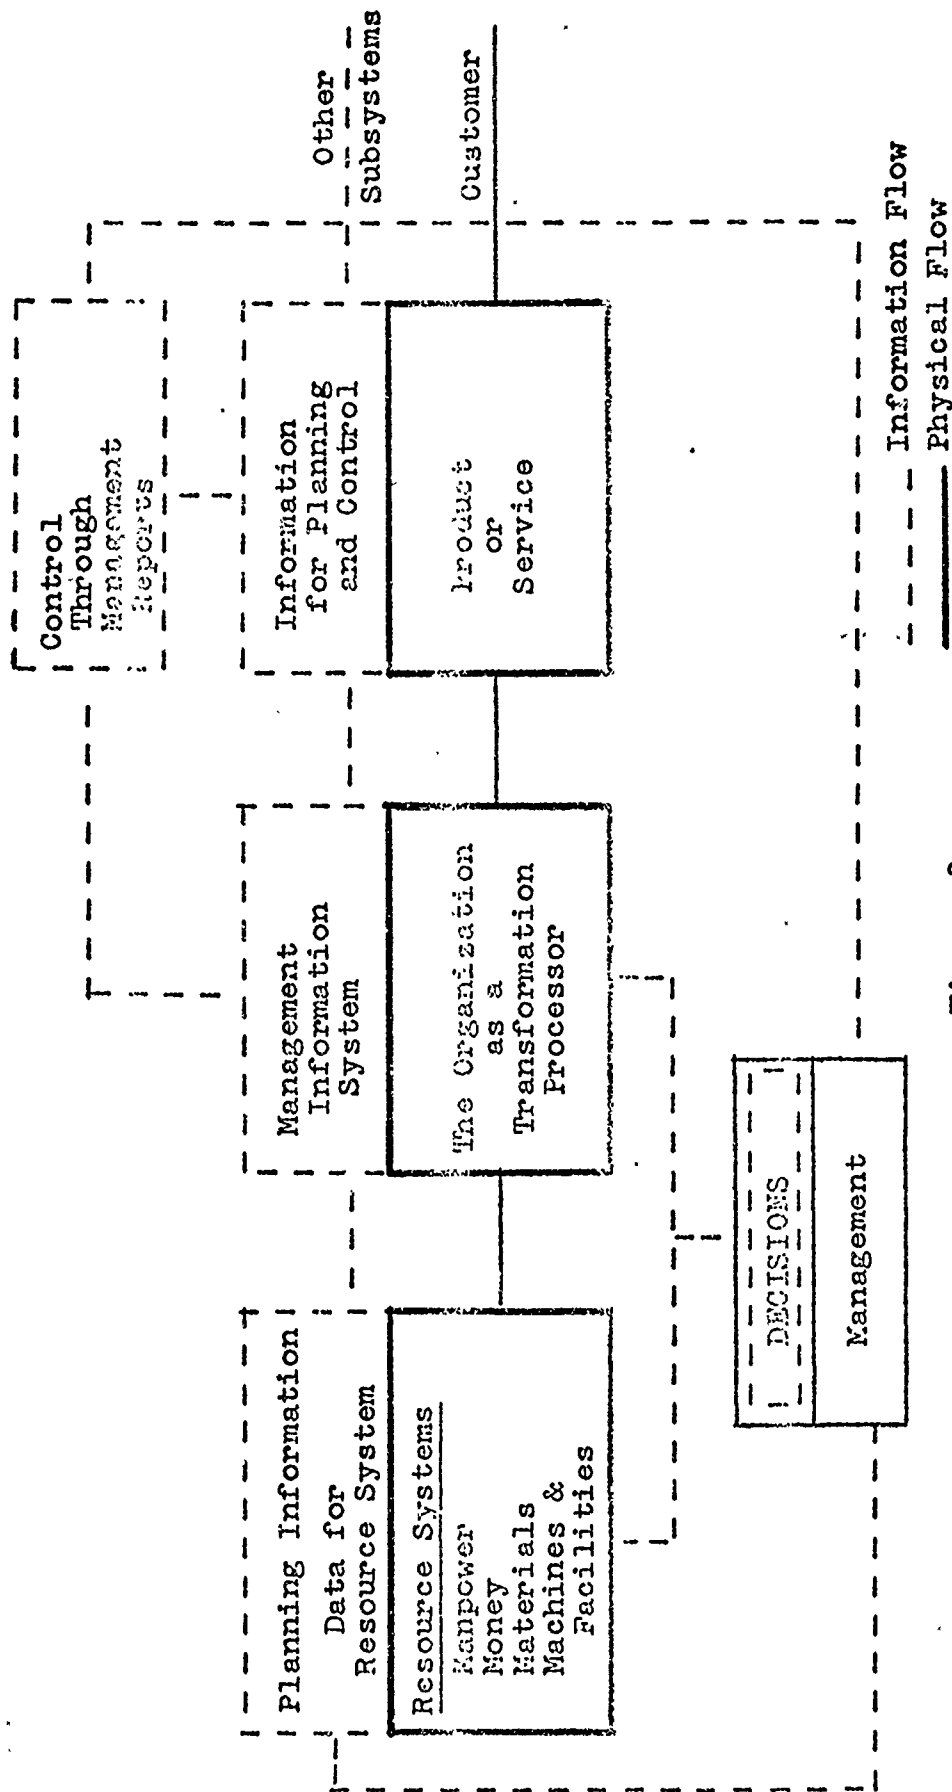 Control
Through
Management
Reports
Other
Subsystems
Planning Information
Data for
Resource System
Management
Information
System
Information
for Planning
and Control
Customer
Resource Systems
Manpower
Money
Materials
Machines &
Facilities
The Organization
as a
Transformation
Processor
Product
or
Service
DECISIONS
Management
Information Flow
Physical Flow